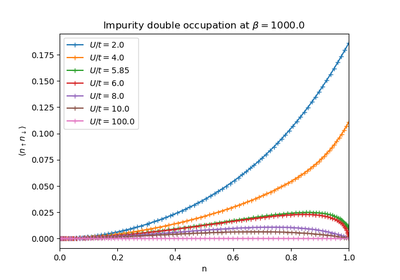 Impurity double occupation at β = 1000.0
U/t = 2.0
U/t = 4.0
U/t = 5.85
U/t = 6.0
U/t = 8.0
U/t = 10.0
U/t = 100.0
⟨n↑n↓⟩
0.175
0.150
0.125
0.100
0.075
0.050
0.025
0.000
0.0 0.2 0.4 0.6 0.8 1.0
n